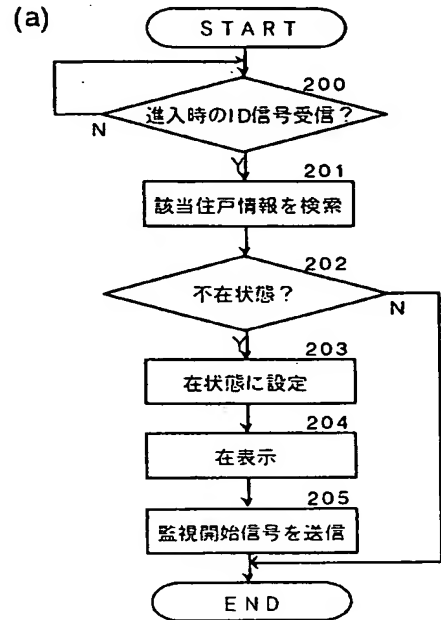 (a)
START
200
進入時のID信号受信?
N
Y
201
該当住戸情報を検索
202
不在状態?
N
Y
203
在状態に設定
204
在表示
205
監視開始信号を送信
END